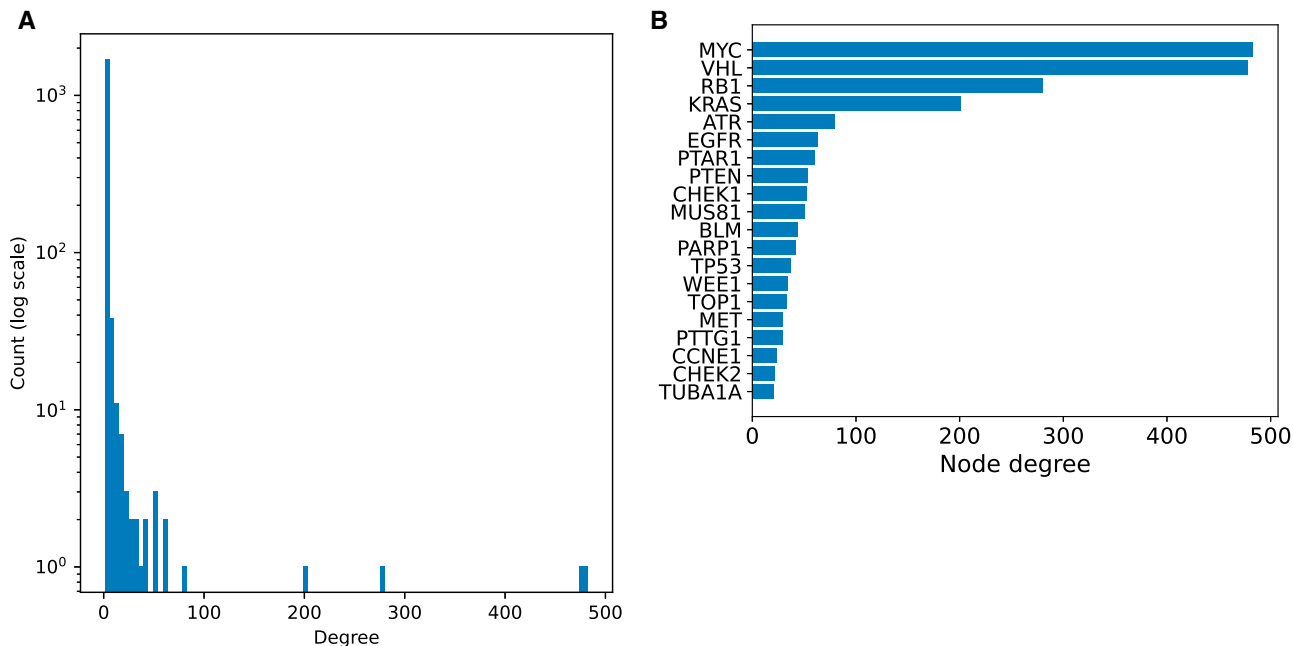 A
Count (log scale)
10³
10²
10¹
10⁰
0 100 200 300 400 500
Degree
B
MYC
VHL
RB1
KRAS
ATR
EGFR
PTAR1
PTEN
CHEK1
MUS81
BLM
PARP1
TP53
WEE1
TOP1
MET
PTTG1
CCNE1
CHEK2
TUBA1A
0 100 200 300 400 500
Node degree